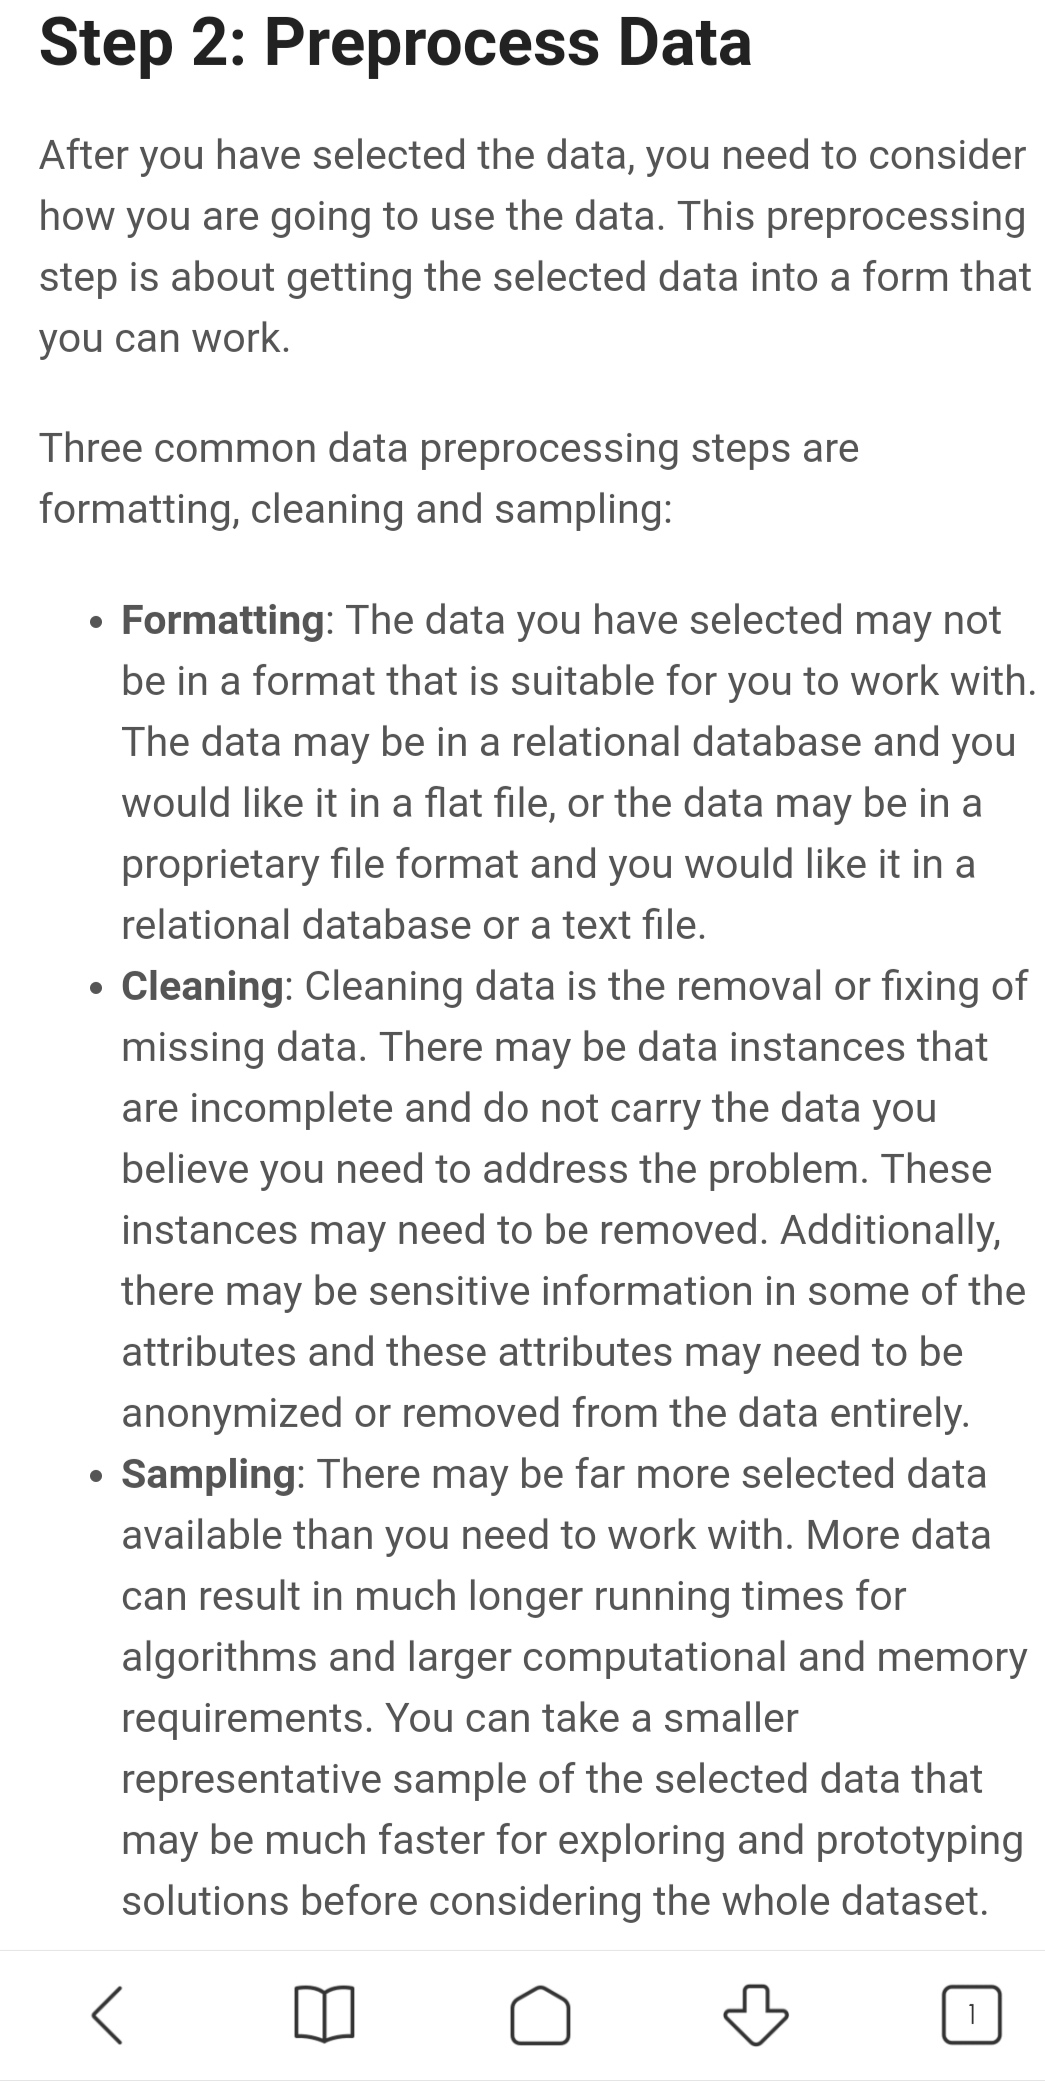 Step 2: Preprocess Data
After you have selected the data, you need to consider
how you are going to use the data. This preprocessing
step is about getting the selected data into a form that
you can work.
Three common data preprocessing steps are
formatting, cleaning and sampling:
• Formatting: The data you have selected may not
be in a format that is suitable for you to work with.
The data may be in a relational database and you
would like it in a flat file, or the data may be in a
proprietary file format and you would like it in a
relational database or a text file.
• Cleaning: Cleaning data is the removal or fixing of
missing data. There may be data instances that
are incomplete and do not carry the data you
believe you need to address the problem. These
instances may need to be removed. Additionally,
there may be sensitive information in some of the
attributes and these attributes may need to be
anonymized or removed from the data entirely.
• Sampling: There may be far more selected data
available than you need to work with. More data
can result in much longer running times for
algorithms and larger computational and memory
requirements. You can take a smaller
representative sample of the selected data that
may be much faster for exploring and prototyping
solutions before considering the whole dataset.
1